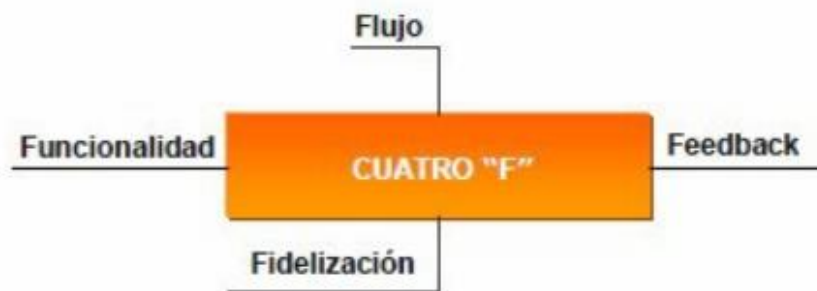 Flujo
Funcionalidad
CUATRO "F"
Feedback
Fidelización